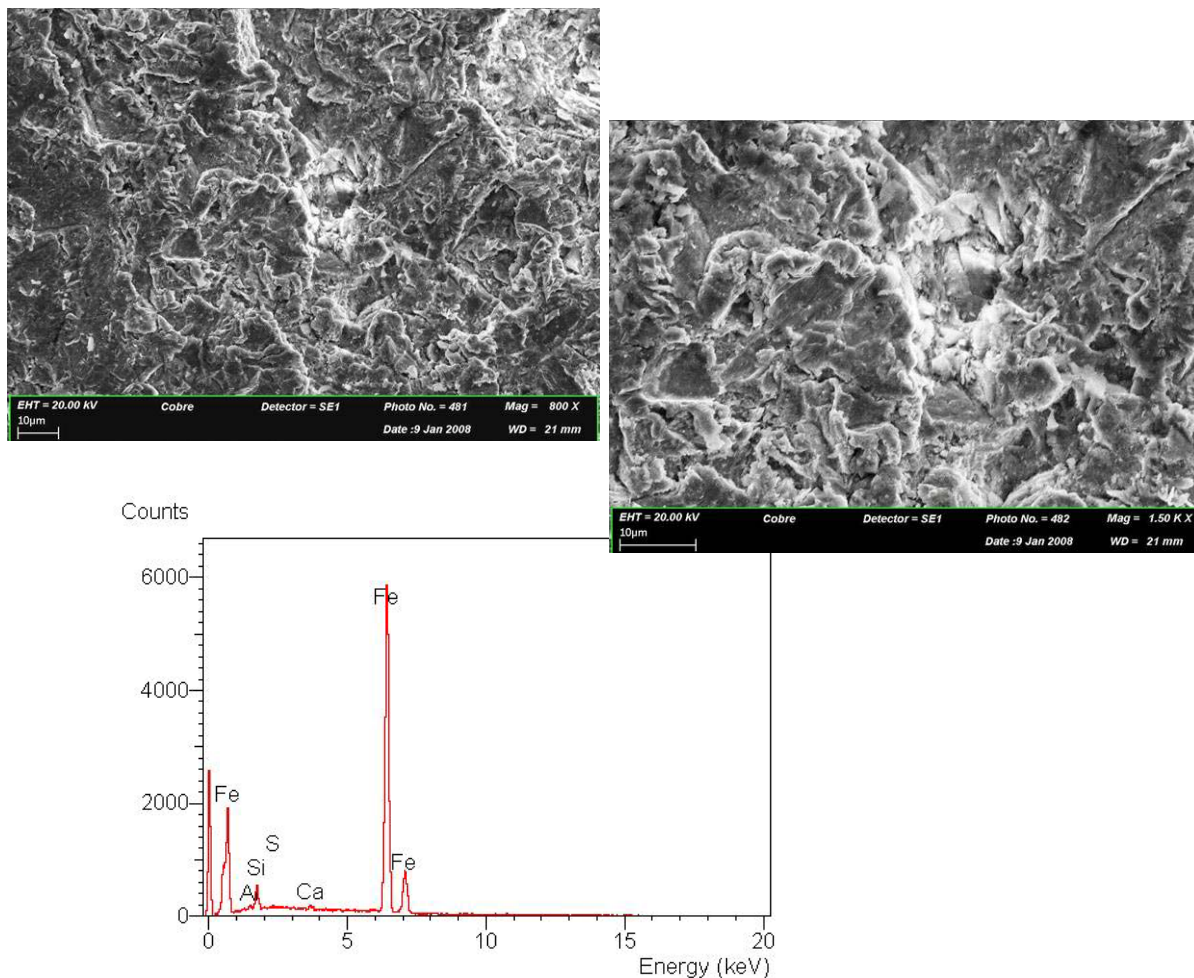 EHT = 20.00 kV Cobre Detector = SE1 Photo No. = 481 Mag = 800 X
10µm Date :9 Jan 2008 WD = 21 mm
EHT = 20.00 kV Cobre Detector = SE1 Photo No. = 482 Mag = 1.50 K X
10µm Date :9 Jan 2008 WD = 21 mm
Counts
6000
4000
2000
0
Fe
Fe
S
Si
Al
Ca
Fe
0 5 10 15 20
Energy (keV)